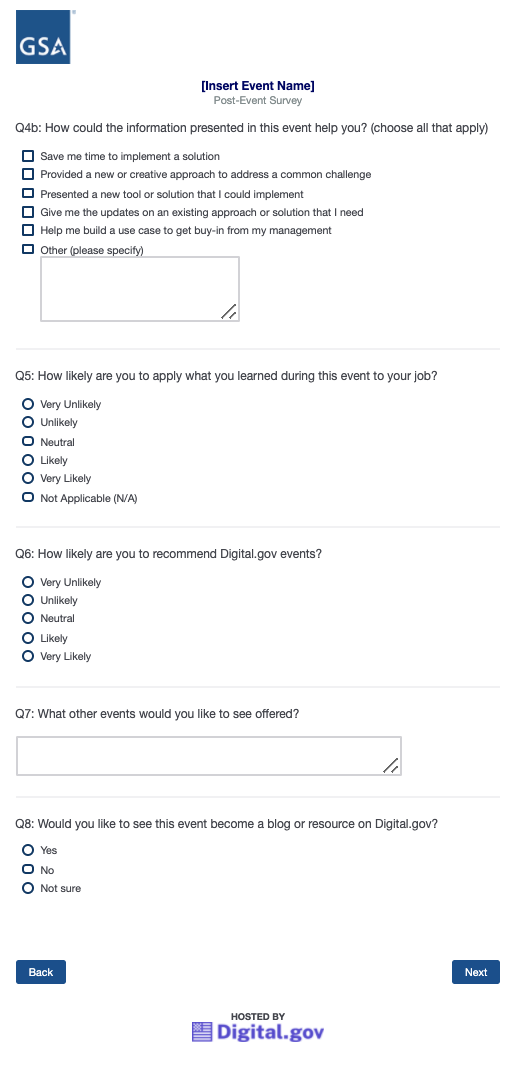 GSA
[Insert Event Name]
Post-Event Survey
Q4b: How could the information presented in this event help you? (choose all that apply)
Save me time to implement a solution
Provided a new or creative approach to address a common challenge
Presented a new tool or solution that I could implement
Give me the updates on an existing approach or solution that I need
Help me build a use case to get buy-in from my management
Other (please specify)
Q5: How likely are you to apply what you learned during this event to your job?
Very Unlikely
Unlikely
Neutral
Likely
Very Likely
Not Applicable (N/A)
Q6: How likely are you to recommend Digital.gov events?
Very Unlikely
Unlikely
Neutral
Likely
Very Likely
Q7: What other events would you like to see offered?
Q8: Would you like to see this event become a blog or resource on Digital.gov?
Yes
No
Not sure
Back Next
HOSTED BY
Digital.gov